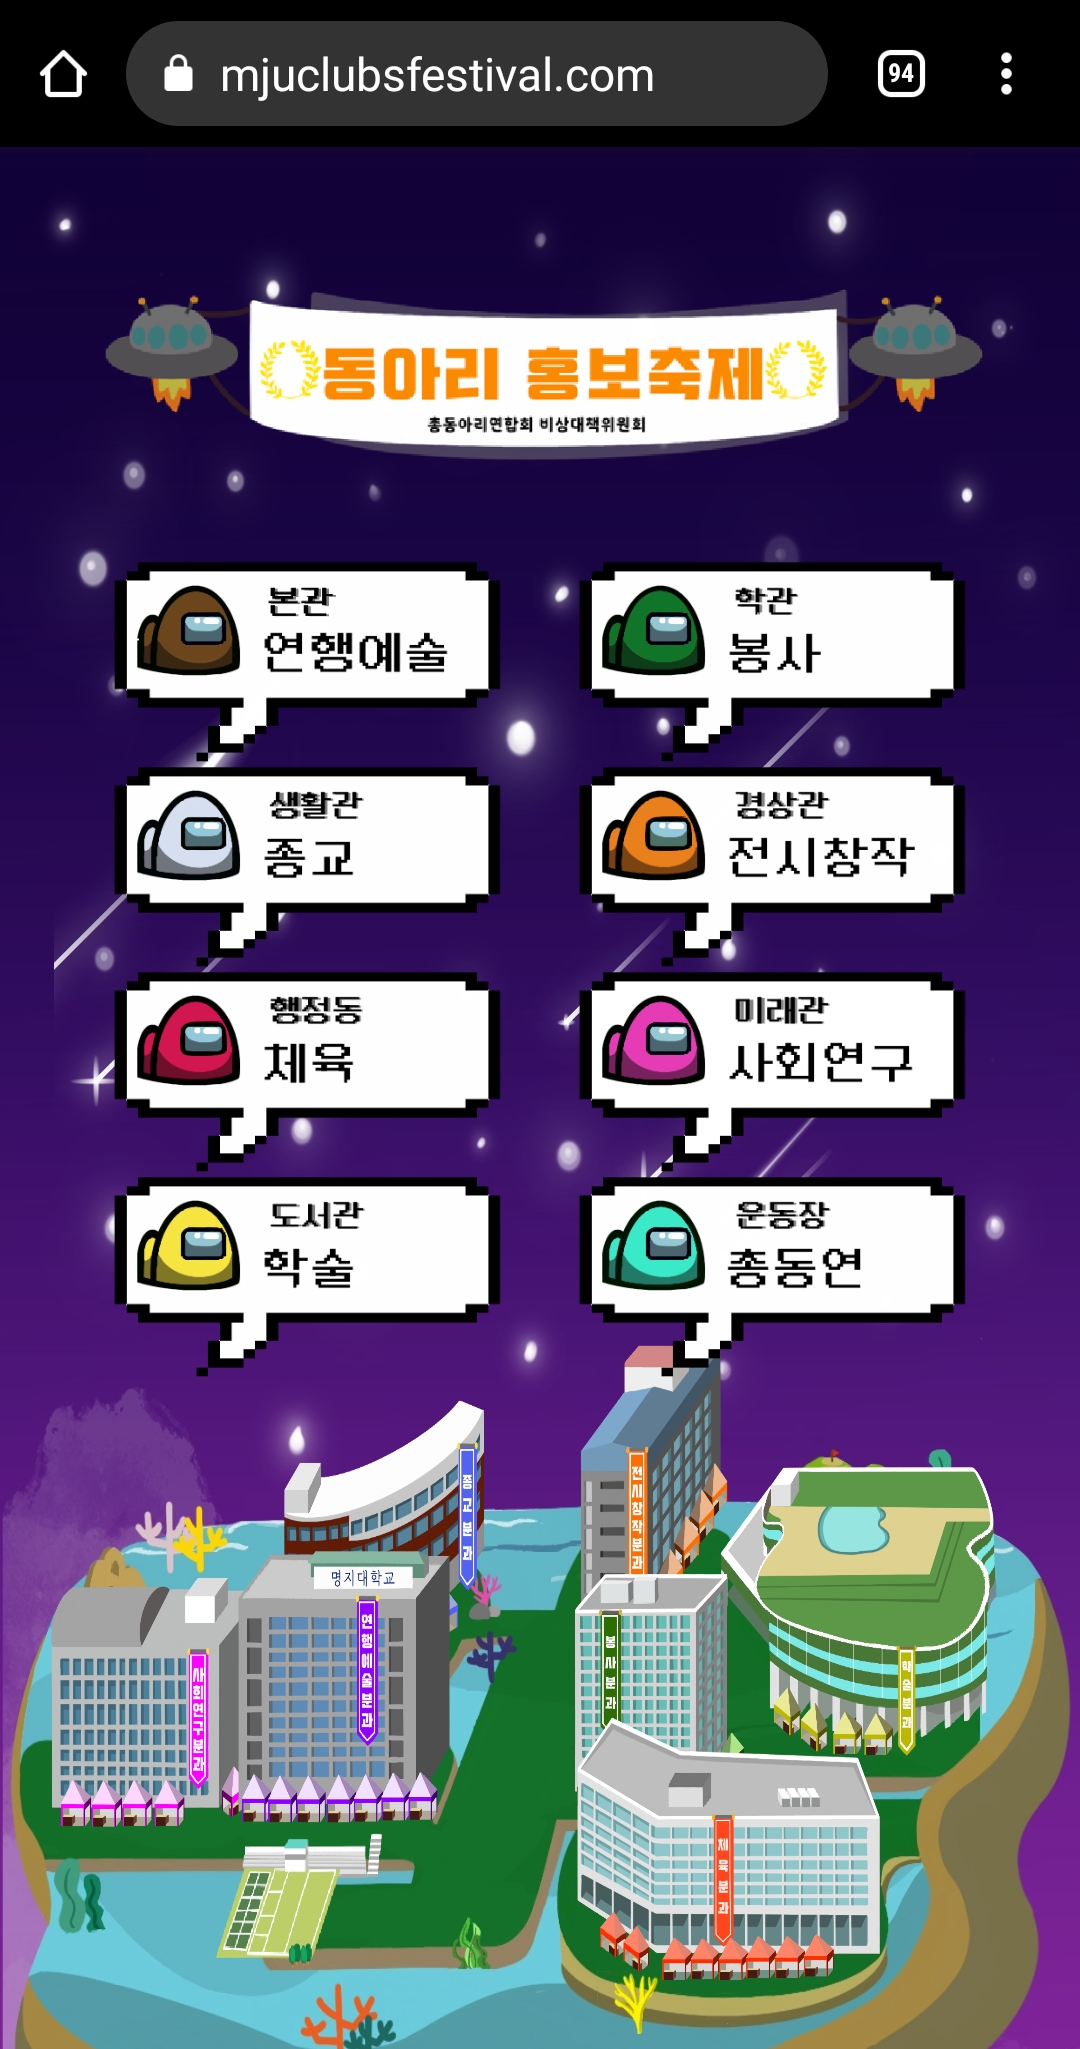 mjuclubsfestival.com
94
동아리 홍보축제
총동아리연합회 비상대책위원회
본관
연행예술
학관
봉사
생활관
종교
경상관
전시창작
행정동
체육
미래관
사회연구
도서관
학술
운동장
총동연
종교분과
전시창작분과
명지대학교
연행예술분과
사회연구분과
봉사분과
학술분과
체육분과